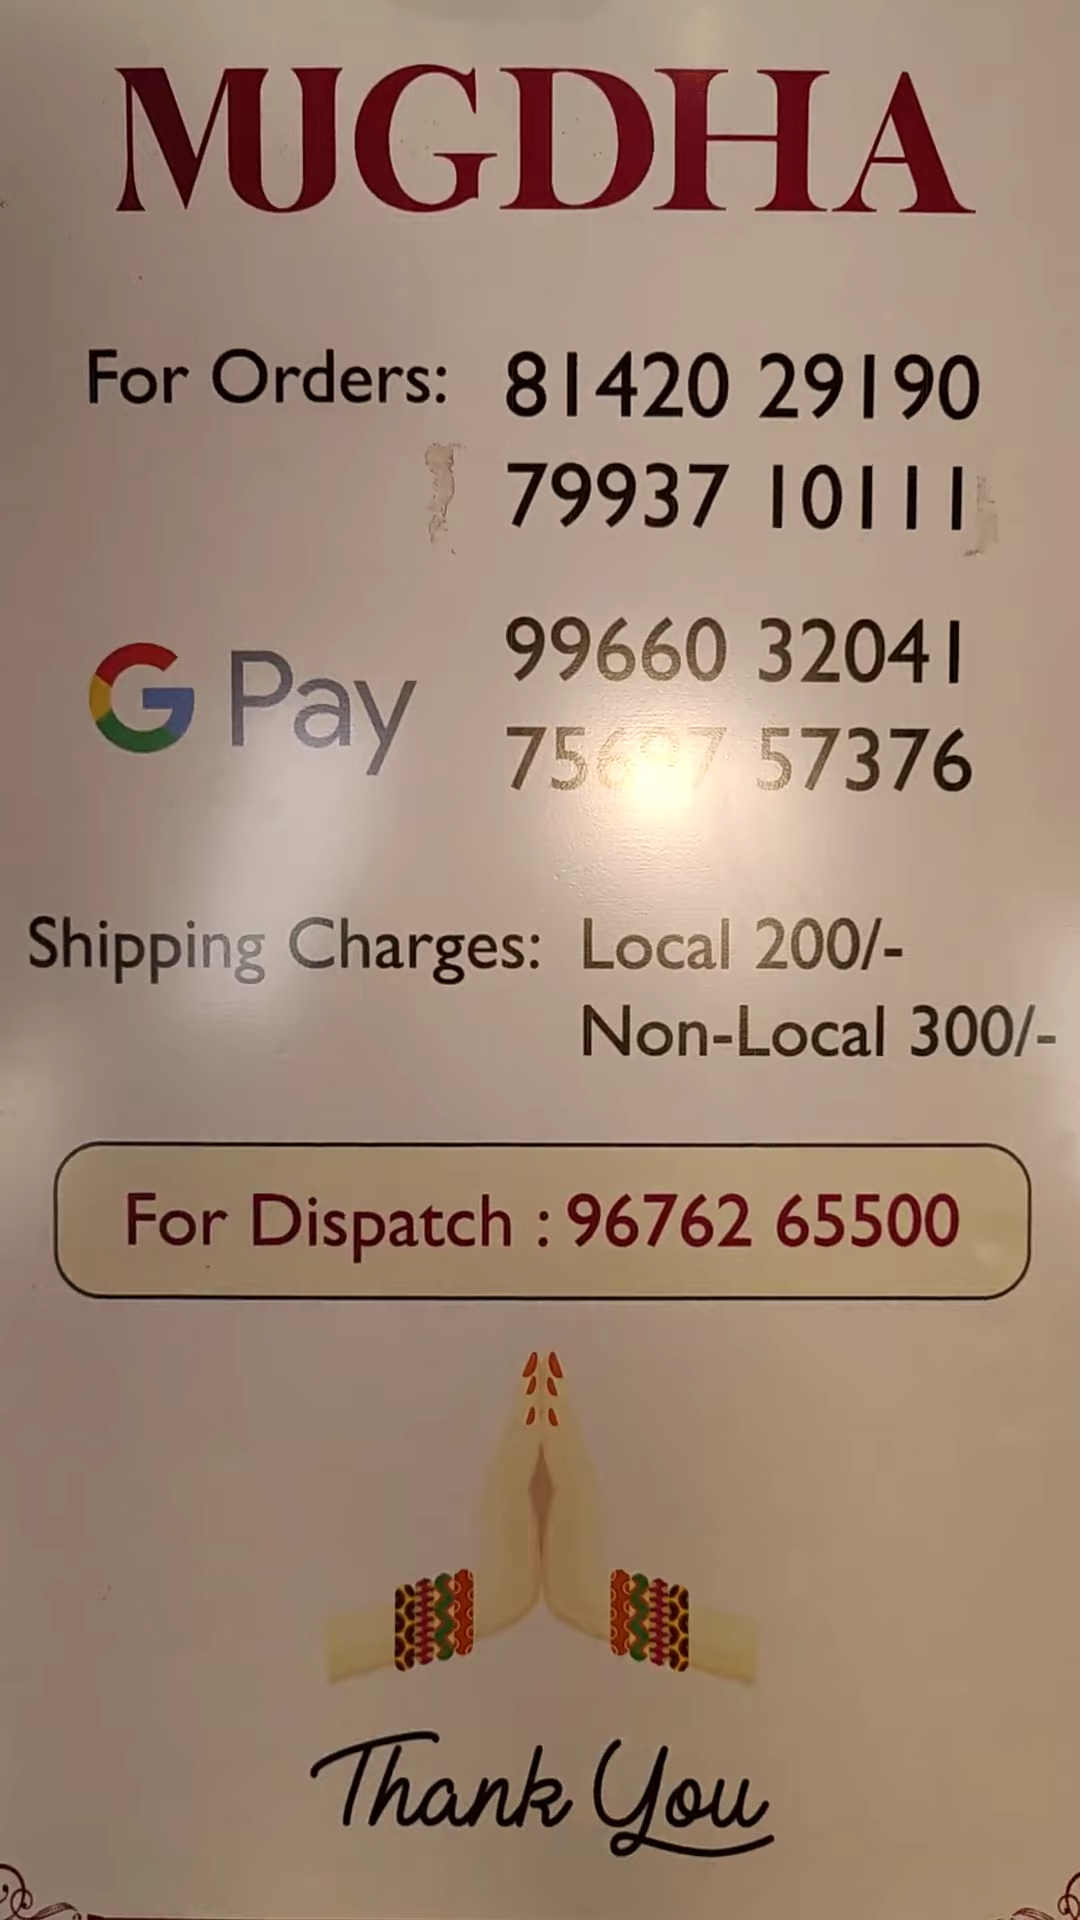 MUGDHA
For Orders: 81420 29190
79937 10111
G Pay 99660 32041
57376
Shipping Charges: Local 200/-
Non-Local 300/-
For Dispatch : 96762 65500
Thank You